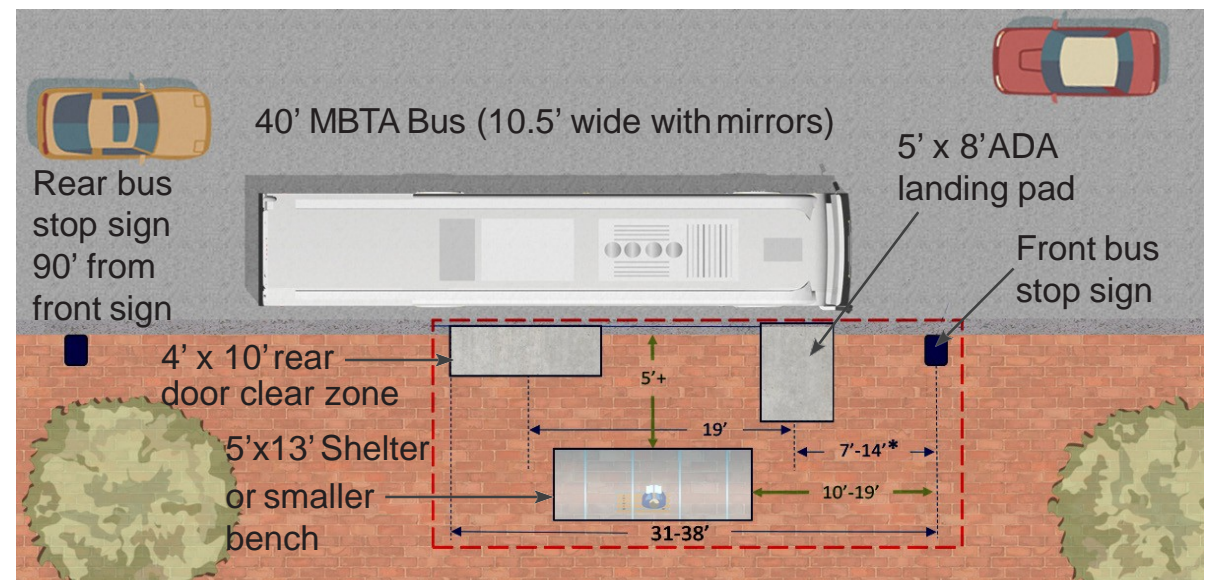 40’ MBTA Bus (10.5’ wide with mirrors)
5’ x 8’ ADA
landing pad
Rear bus
stop sign
90’ from
front sign
Front bus
stop sign
4’ x 10’ rear
door clear zone
5’+
19’
7’-14’*
5’x13’ Shelter
or smaller
bench
10’-19’
31-38’